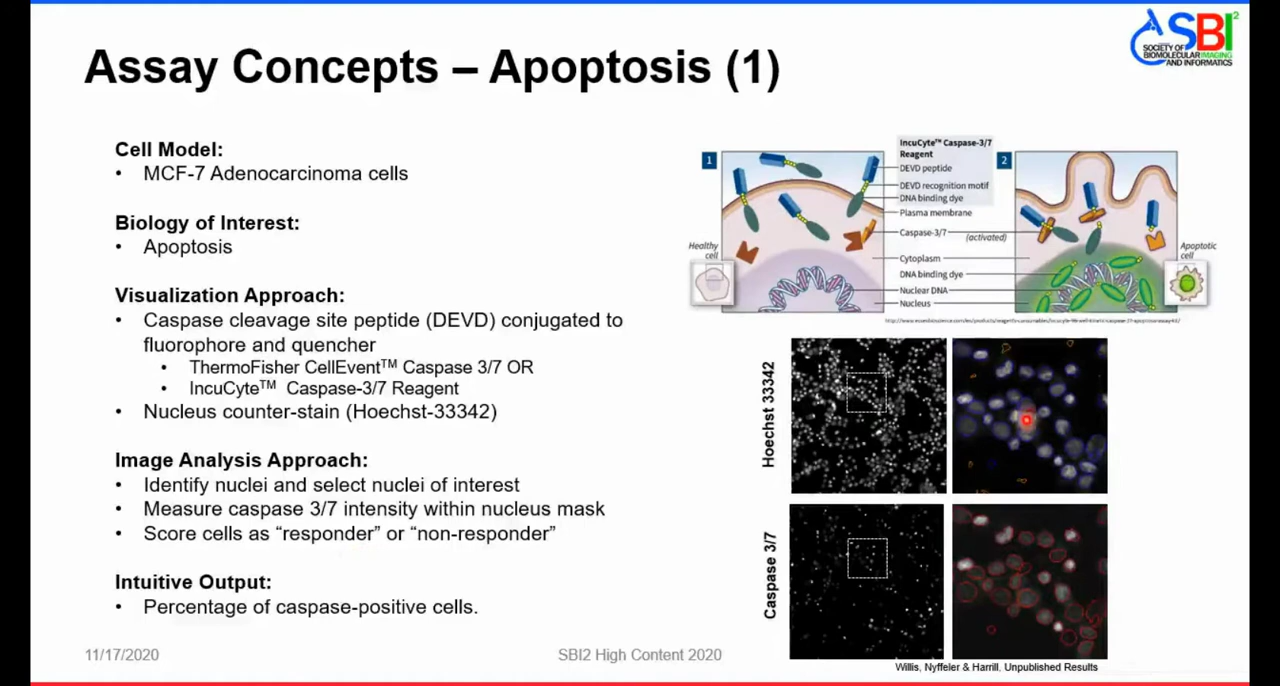 SBI2
SOCIETY OF
BIOMOLECULAR IMAGING
AND INFORMATICS
Assay Concepts – Apoptosis (1)
Cell Model:
• MCF-7 Adenocarcinoma cells
Biology of Interest:
• Apoptosis
Visualization Approach:
• Caspase cleavage site peptide (DEVD) conjugated to
fluorophore and quencher
• ThermoFisher CellEvent™ Caspase 3/7 OR
• IncuCyte™ Caspase-3/7 Reagent
• Nucleus counter-stain (Hoechst-33342)
Image Analysis Approach:
• Identify nuclei and select nuclei of interest
• Measure caspase 3/7 intensity within nucleus mask
• Score cells as “responder” or “non-responder”
Intuitive Output:
• Percentage of caspase-positive cells.
1
IncuCyte™ Caspase-3/7
Reagent
2
DEVD peptide
DEVD recognition motif
DNA binding dye
Plasma membrane
Caspase-3/7
(activated)
Healthy
cell
Apoptotic
cell
Cytoplasm
DNA binding dye
Nuclear DNA
Nucleus
Hoechst 33342
Caspase 3/7
Willis, Nyffeler & Harrill, Unpublished Results
11/17/2020
SBI2 High Content 2020